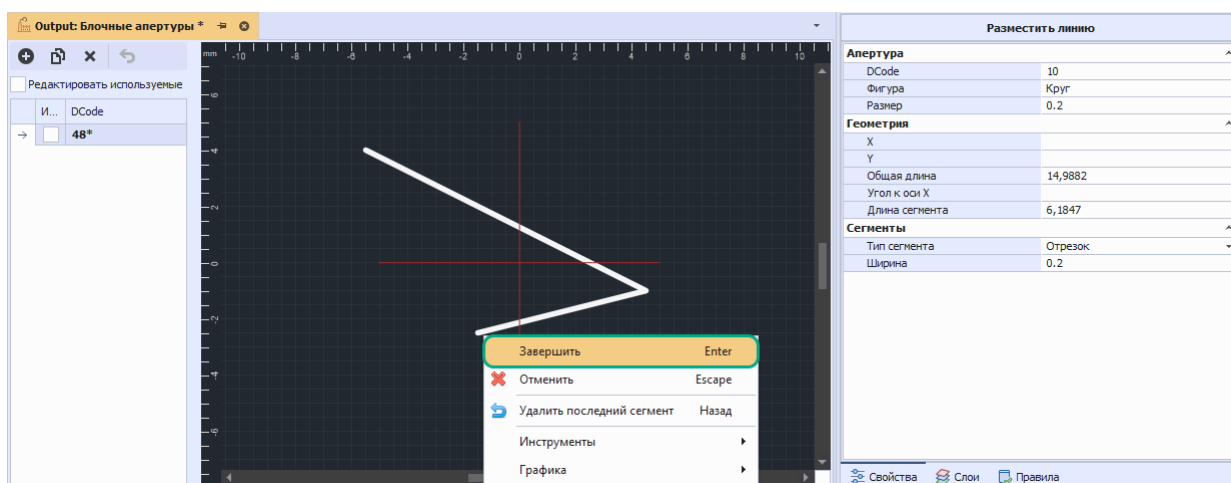 Output: Блочные апертуры *
Редактировать используемые
И... DCode
48*
mm -10 -8 -6 -4 -2 0 2 4 6 8 10
6
4
2
0
-2
-4
-6
Завершить Enter
Отменить Escape
Удалить последний сегмент Назад
Инструменты
Графика
Разместить линию
Апертура
DCode 10
Фигура Круг
Размер 0.2
Геометрия
X
Y
Общая длина 14,9882
Угол к оси X
Длина сегмента 6,1847
Сегменты
Тип сегмента Отрезок
Ширина 0.2
Свойства Слои Правила